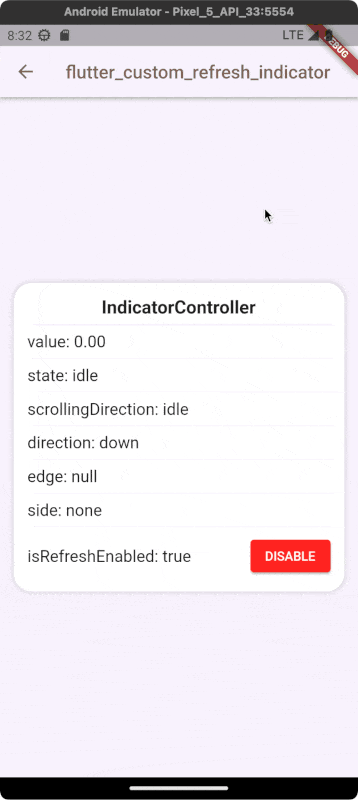 Android Emulator - Pixel_5_API_33:5554
8:32 LTE
DEBUG
flutter_custom_refresh_indicator
IndicatorController
value: 0.00
state: idle
scrollingDirection: idle
direction: down
edge: null
side: none
isRefreshEnabled: true DISABLE